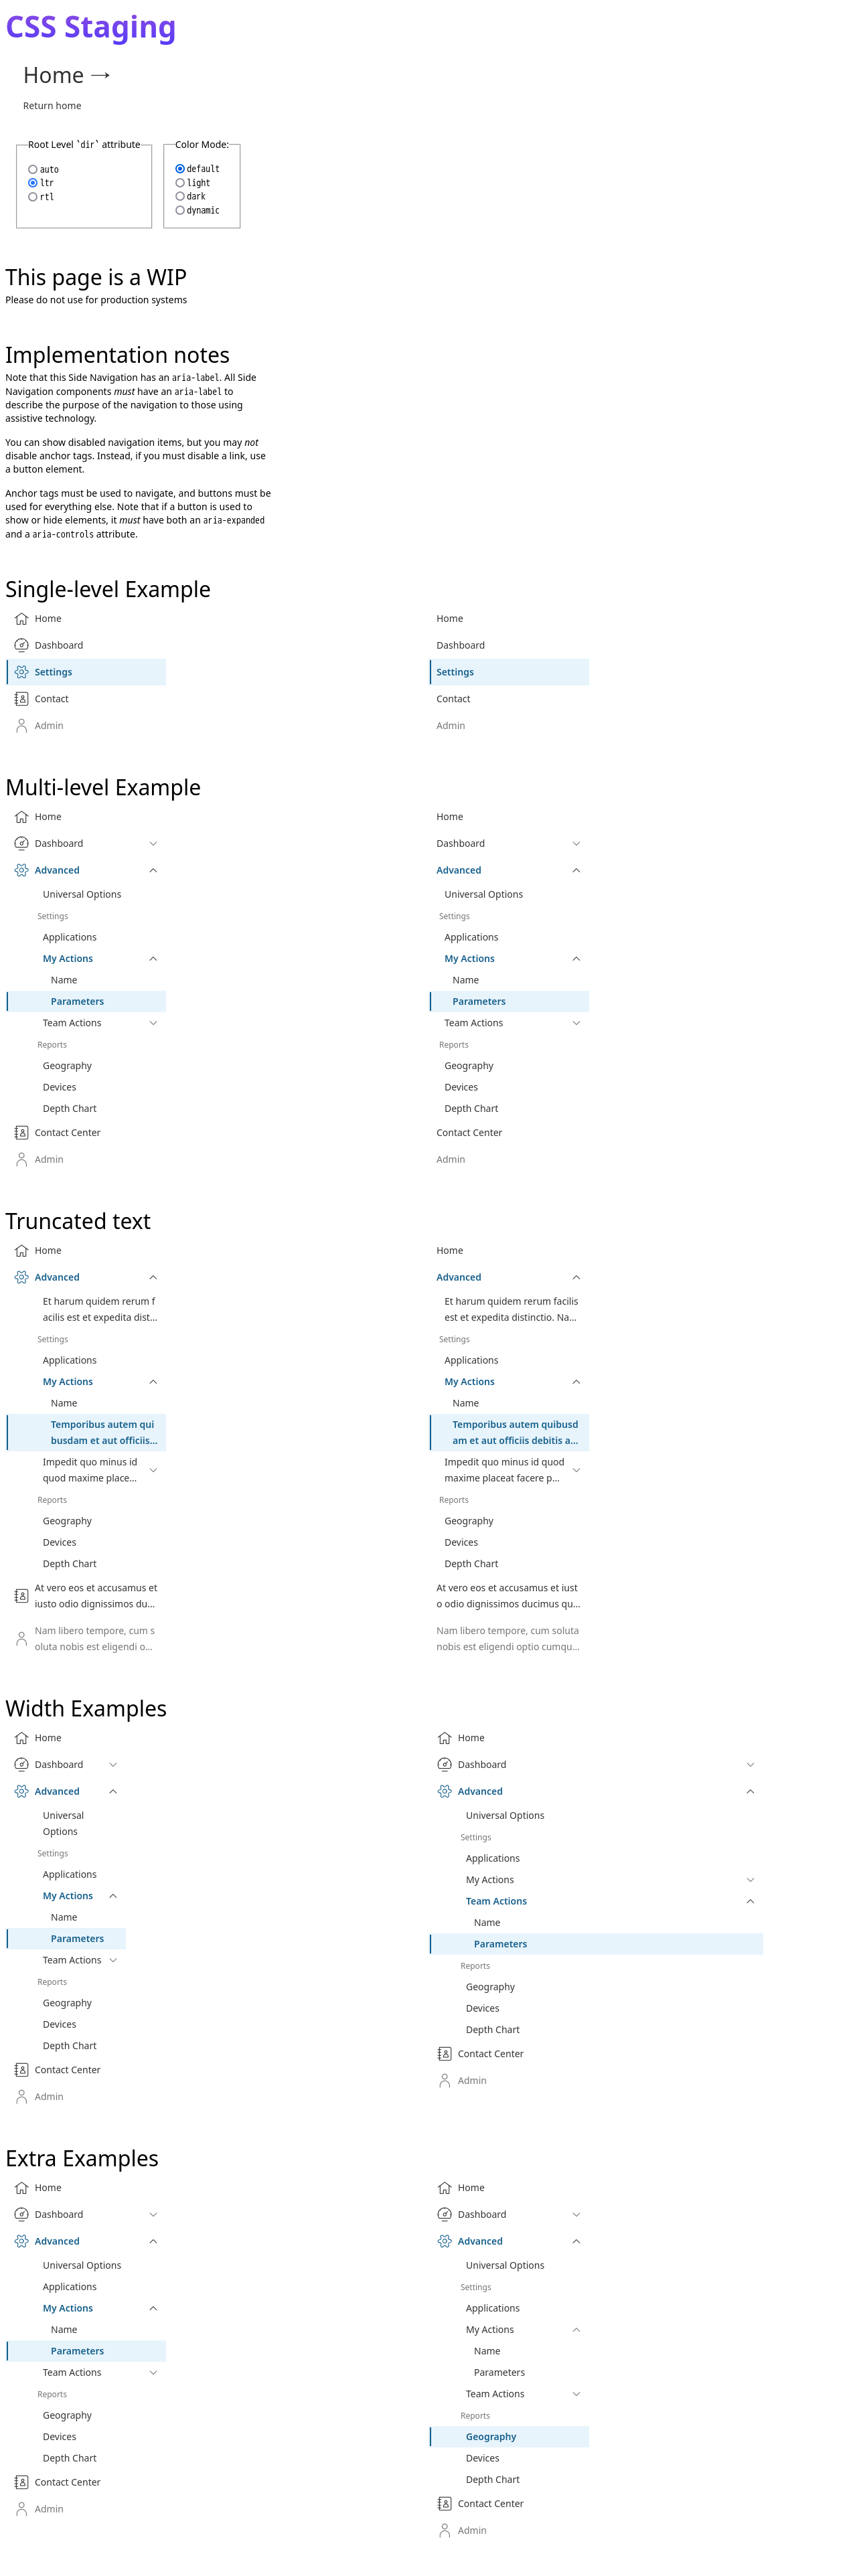 CSS Staging
Home →
Return home
Root Level `dir` attribute
auto
ltr
rtl
Color Mode:
default
light
dark
dynamic
This page is a WIP
Please do not use for production systems
Implementation notes
Note that this Side Navigation has an aria-label. All Side
Navigation components must have an aria-label to
describe the purpose of the navigation to those using
assistive technology.
You can show disabled navigation items, but you may not
disable anchor tags. Instead, if you must disable a link, use
a button element.
Anchor tags must be used to navigate, and buttons must be
used for everything else. Note that if a button is used to
show or hide elements, it must have both an aria-expanded
and a aria-controls attribute.
Single-level Example
Home
Dashboard
Settings
Contact
Admin
Home
Dashboard
Settings
Contact
Admin
Multi-level Example
Home
Dashboard
Advanced
Universal Options
Settings
Applications
My Actions
Name
Parameters
Team Actions
Reports
Geography
Devices
Depth Chart
Contact Center
Admin
Home
Dashboard
Advanced
Universal Options
Settings
Applications
My Actions
Name
Parameters
Team Actions
Reports
Geography
Devices
Depth Chart
Contact Center
Admin
Truncated text
Home
Advanced
Et harum quidem rerum f
acilis est et expedita dist...
Settings
Applications
My Actions
Name
Temporibus autem qui
busdam et aut officiis...
Impedit quo minus id
quod maxime place...
Reports
Geography
Devices
Depth Chart
At vero eos et accusamus et
iusto odio dignissimos du...
Nam libero tempore, cum s
oluta nobis est eligendi o...
Home
Advanced
Et harum quidem rerum facilis
est et expedita distinctio. Na...
Settings
Applications
My Actions
Name
Temporibus autem quibusd
am et aut officiis debitis a...
Impedit quo minus id quod
maxime placeat facere p...
Reports
Geography
Devices
Depth Chart
At vero eos et accusamus et iust
o odio dignissimos ducimus qu...
Nam libero tempore, cum soluta
nobis est eligendi optio cumqu...
Width Examples
Home
Dashboard
Advanced
Universal
Options
Settings
Applications
My Actions
Name
Parameters
Team Actions
Reports
Geography
Devices
Depth Chart
Contact Center
Admin
Home
Dashboard
Advanced
Universal Options
Settings
Applications
My Actions
Team Actions
Name
Parameters
Reports
Geography
Devices
Depth Chart
Contact Center
Admin
Extra Examples
Home
Dashboard
Advanced
Universal Options
Applications
My Actions
Name
Parameters
Team Actions
Reports
Geography
Devices
Depth Chart
Contact Center
Admin
Home
Dashboard
Advanced
Universal Options
Settings
Applications
My Actions
Name
Parameters
Team Actions
Reports
Geography
Devices
Depth Chart
Contact Center
Admin